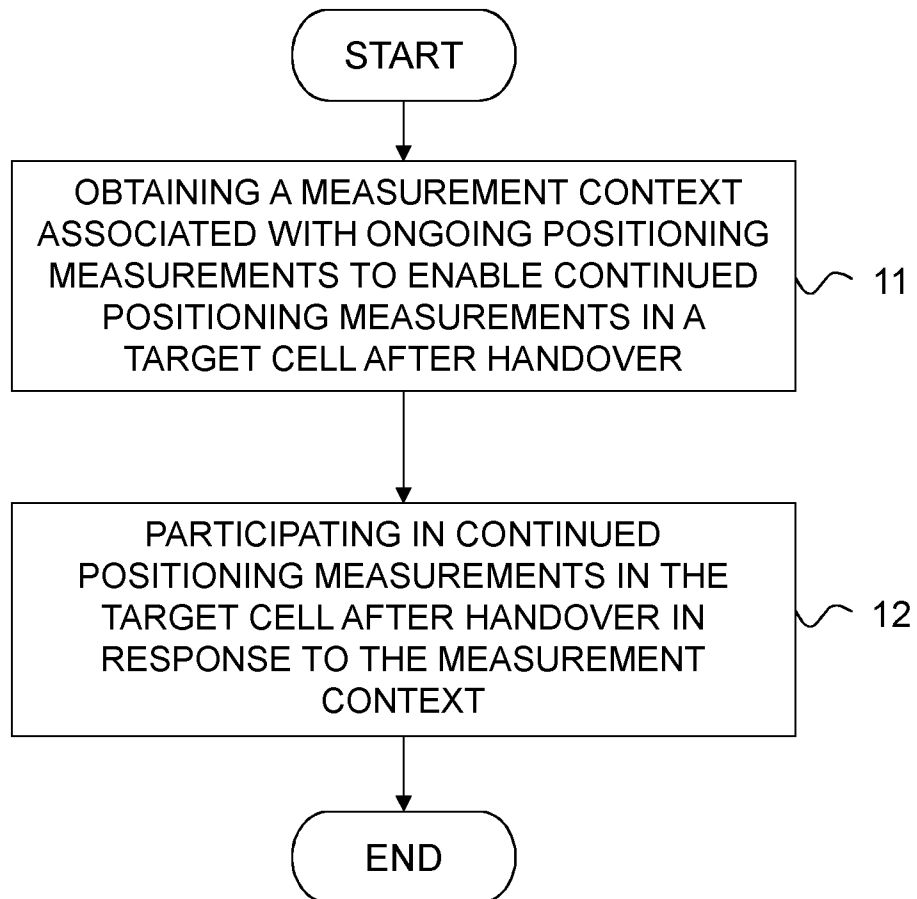 START
OBTAINING A MEASUREMENT CONTEXT
ASSOCIATED WITH ONGOING POSITIONING
MEASUREMENTS TO ENABLE CONTINUED
POSITIONING MEASUREMENTS IN A
TARGET CELL AFTER HANDOVER
11
PARTICIPATING IN CONTINUED
POSITIONING MEASUREMENTS IN THE
TARGET CELL AFTER HANDOVER IN
RESPONSE TO THE MEASUREMENT
CONTEXT
12
END